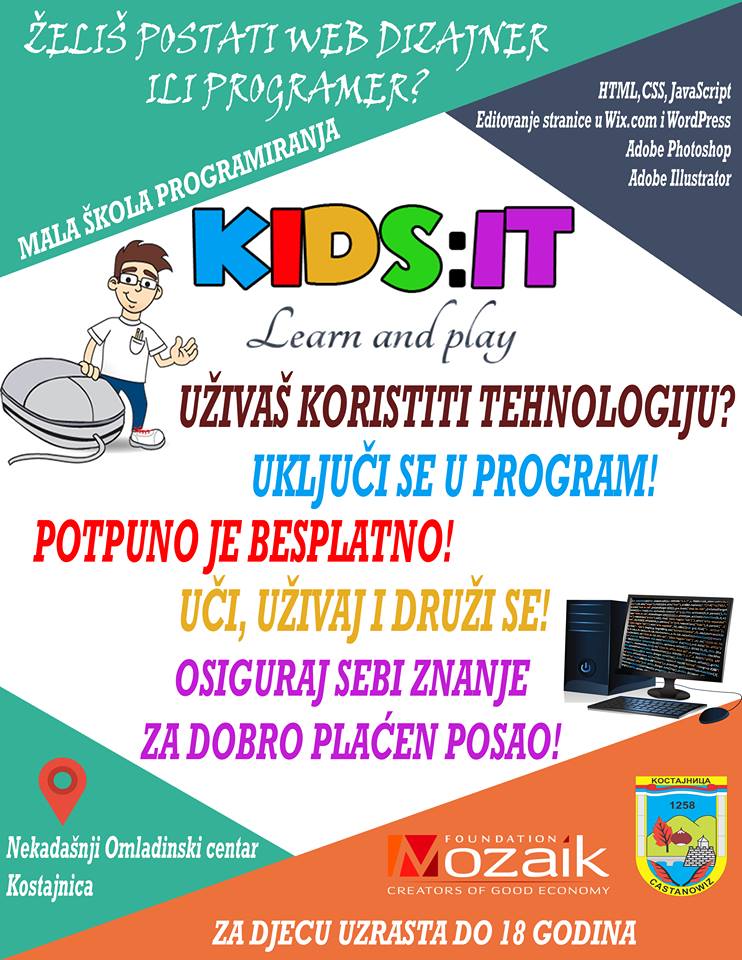 ŽELIŠ POSTATI WEB DIZAJNER
ILI PROGRAMER?
HTML, CSS, JavaScript
Editovanje stranice u Wix.com i WordPress
Adobe Photoshop
Adobe Illustrator
MALA ŠKOLA PROGRAMIRANJA
KIDS:IT
Learn and play
UŽIVAŠ KORISTITI TEHNOLOGIJU?
UKLJUČI SE U PROGRAM!
POTPUNO JE BESPLATNO!
UČI, UŽIVAJ I DRUŽI SE!
OSIGURAJ SEBI ZNANJE
ZA DOBRO PLAĆEN POSAO!
Nekadašnji Omladinski centar
Kostajnica
FOUNDATION
Mozaik
CREATORS OF GOOD ECONOMY
КОСТАЈНИЦА
1258
CASTANOWIZ
ZA DJECU UZRASTA DO 18 GODINA